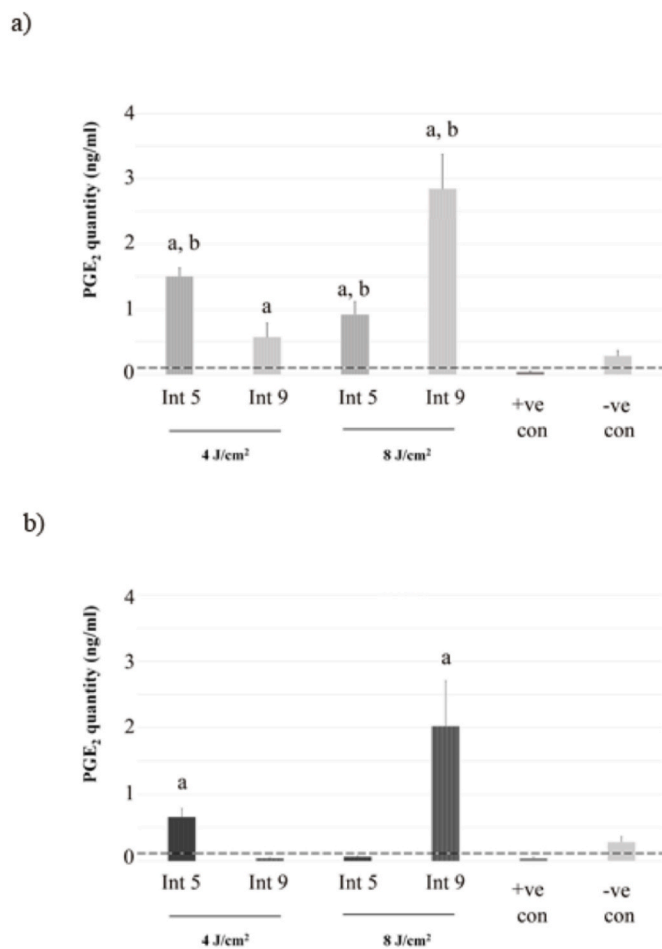 a)
PGE₂ quantity (ng/ml)
4
3
2
1
0
a, b
a
a, b
a, b
Int 5 Int 9 Int 5 Int 9 +ve con -ve con
4 J/cm² 8 J/cm²
b)
PGE₂ quantity (ng/ml)
4
3
2
1
0
a
a
Int 5 Int 9 Int 5 Int 9 +ve con -ve con
4 J/cm² 8 J/cm²